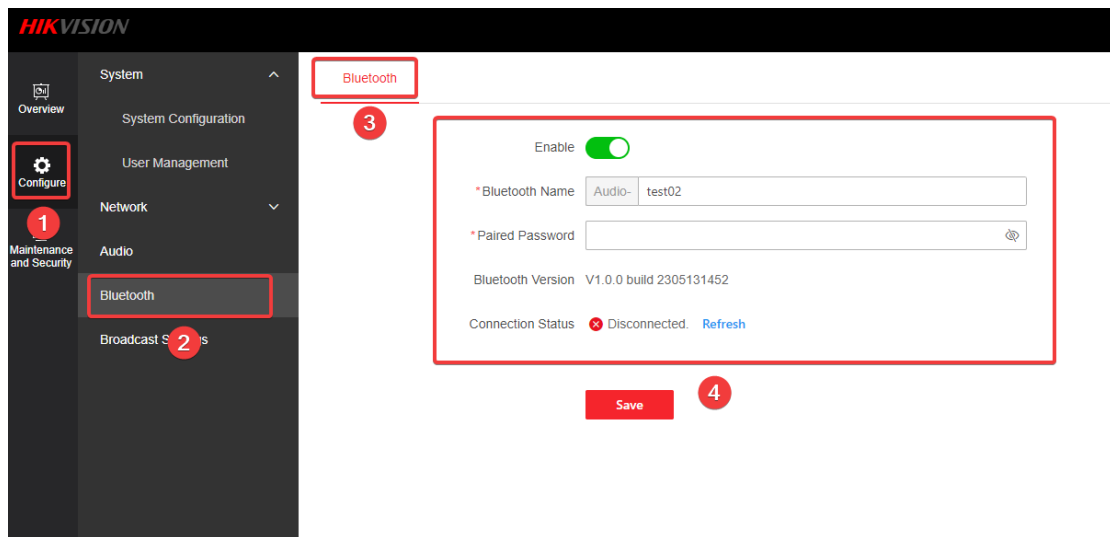 HIKVISION
Overview
Configure
1
Maintenance
and Security
System
System Configuration
User Management
Network
Audio
Bluetooth
2
Broadcast S
s
Bluetooth
3
Enable
*Bluetooth Name Audio- test02
*Paired Password
Bluetooth Version V1.0.0 build 2305131452
Connection Status Disconnected. Refresh
Save
4